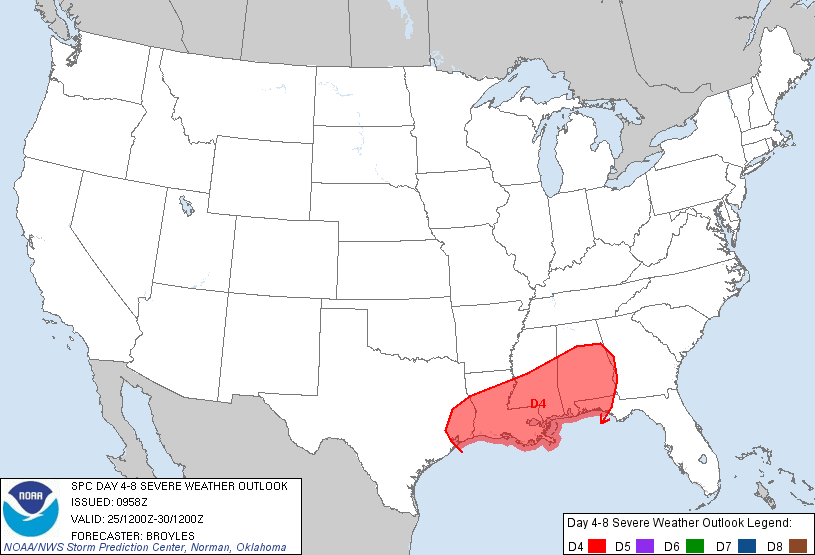 D4
NOAA
SPC DAY 4-8 SEVERE WEATHER OUTLOOK
ISSUED: 0958Z
VALID: 25/1200Z-30/1200Z
FORECASTER: BROYLES
NOAA/NWS Storm Prediction Center, Norman, Oklahoma
Day 4-8 Severe Weather Outlook Legend:
D4 D5 D6 D7 D8